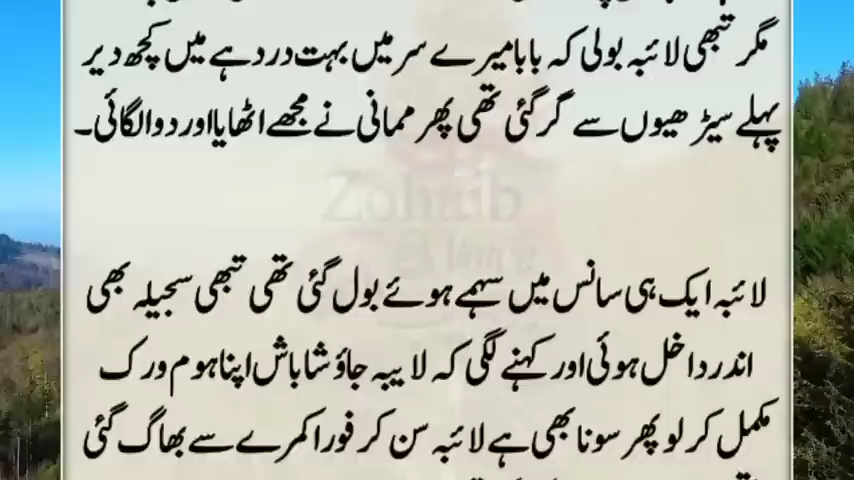 مگر تبھی لائبہ بولی کہ بابا میرے سر میں بہت درد ہے میں کچھ دیر
پہلے سیڑھیوں سے گر گئی تھی پھر ممانی نے مجھے اٹھایا اور دوا لگائی۔
Zohaib
لائبہ ایک ہی سانس میں سہمے ہوئے بول گئی تھی تبھی سجیلہ بھی
اندر داخل ہوئی اور کہنے لگی کہ لایبہ جاؤ شاباش اپنا ہوم ورک
مکمل کر لو پھر سونا بھی ہے لائبہ سن کر فورا کمرے سے بھاگ گئی